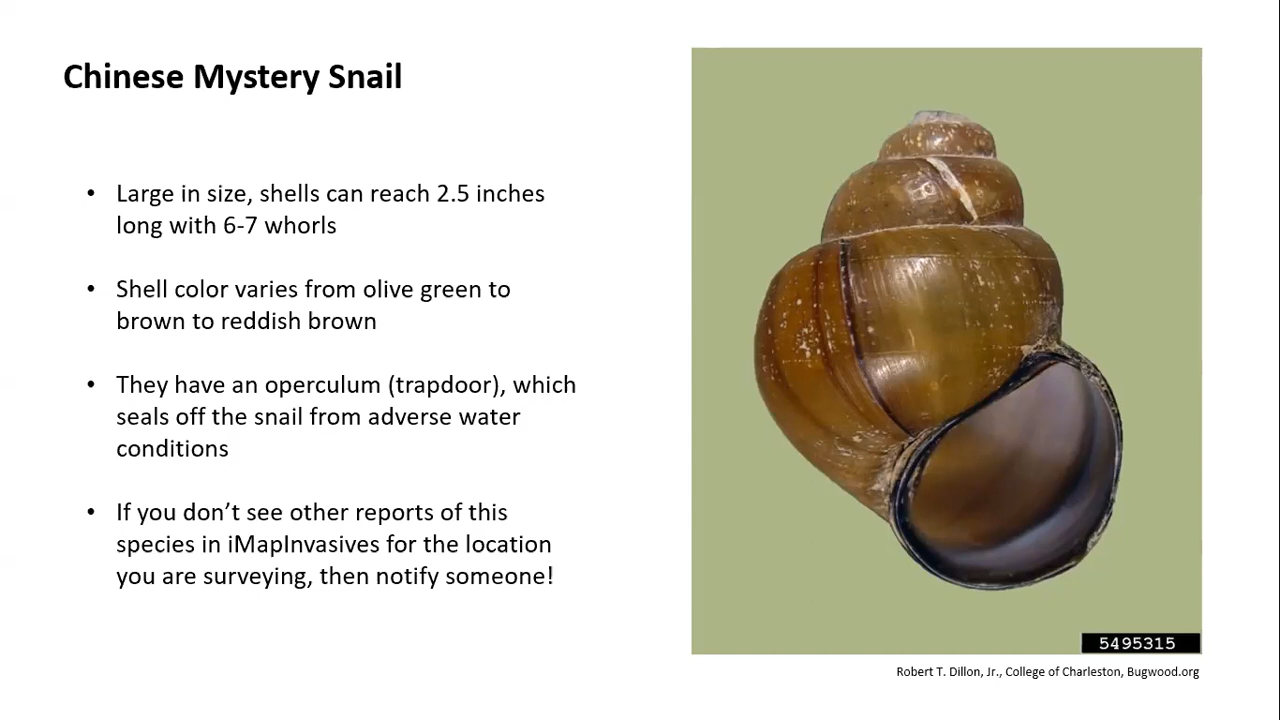 Chinese Mystery Snail
• Large in size, shells can reach 2.5 inches
long with 6-7 whorls
• Shell color varies from olive green to
brown to reddish brown
• They have an operculum (trapdoor), which
seals off the snail from adverse water
conditions
• If you don’t see other reports of this
species in iMapInvasives for the location
you are surveying, then notify someone!
5495315
Robert T. Dillon, Jr., College of Charleston, Bugwood.org